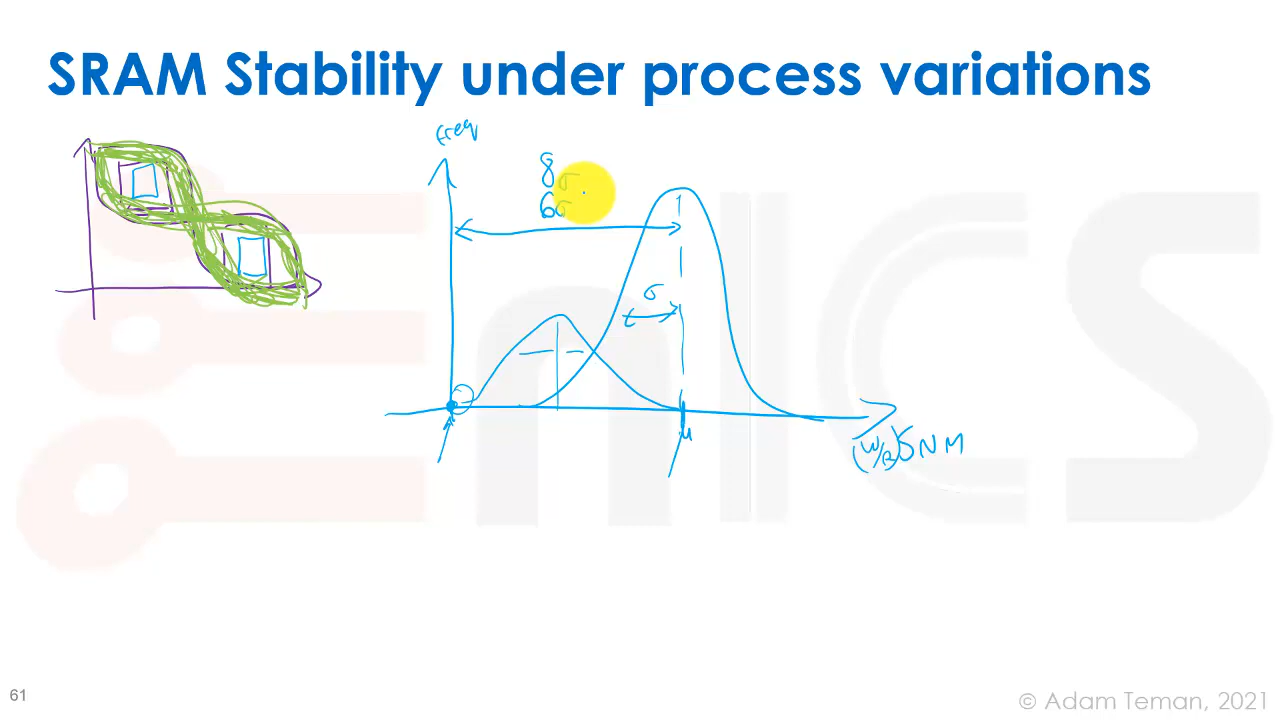 SRAM Stability under process variations
Freq
8σ
6σ
σ
μ
(W/R)SNM
61
© Adam Teman, 2021